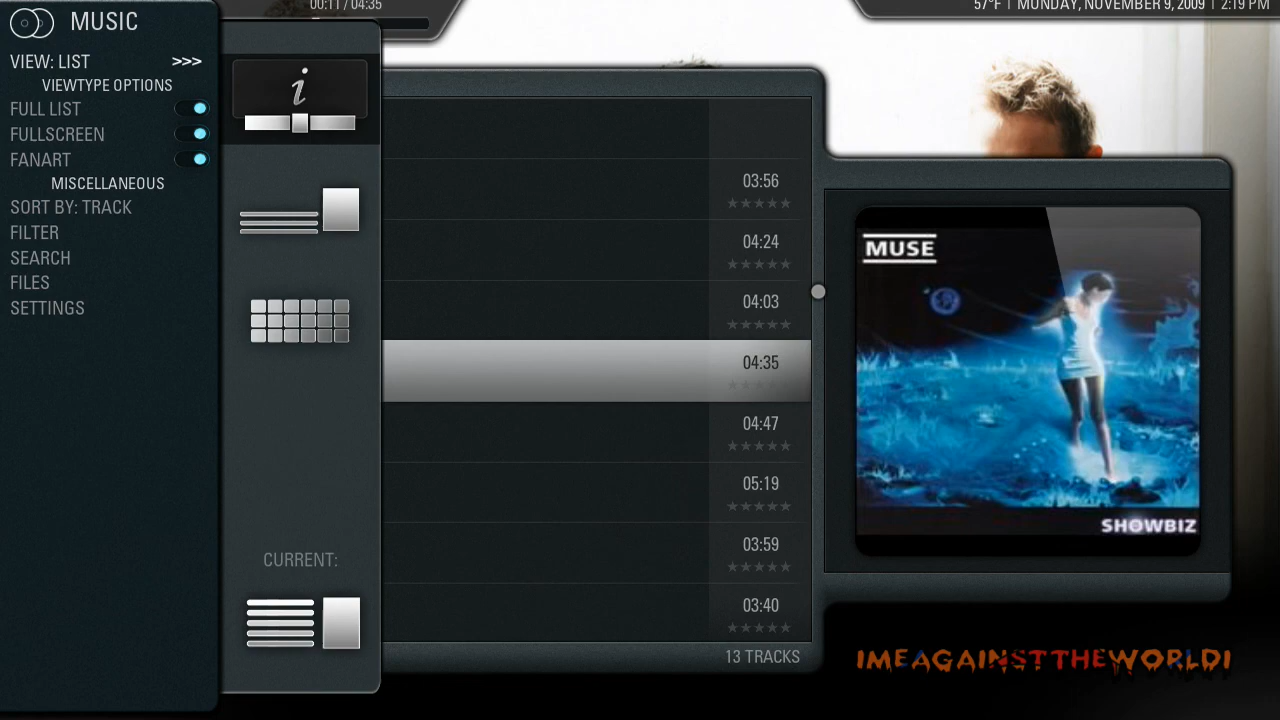 00:11 / 04:35
57°F | MONDAY, NOVEMBER 9, 2009 | 2:19 PM
MUSIC
VIEW: LIST >>>
VIEWTYPE OPTIONS
FULL LIST
FULLSCREEN
FANART
MISCELLANEOUS
SORT BY: TRACK
FILTER
SEARCH
FILES
SETTINGS
i
CURRENT:
03:56
04:24
04:03
04:35
04:47
05:19
03:59
03:40
13 TRACKS
MUSE
SHOWBIZ
IMEAGAINSTTHEWORLDI